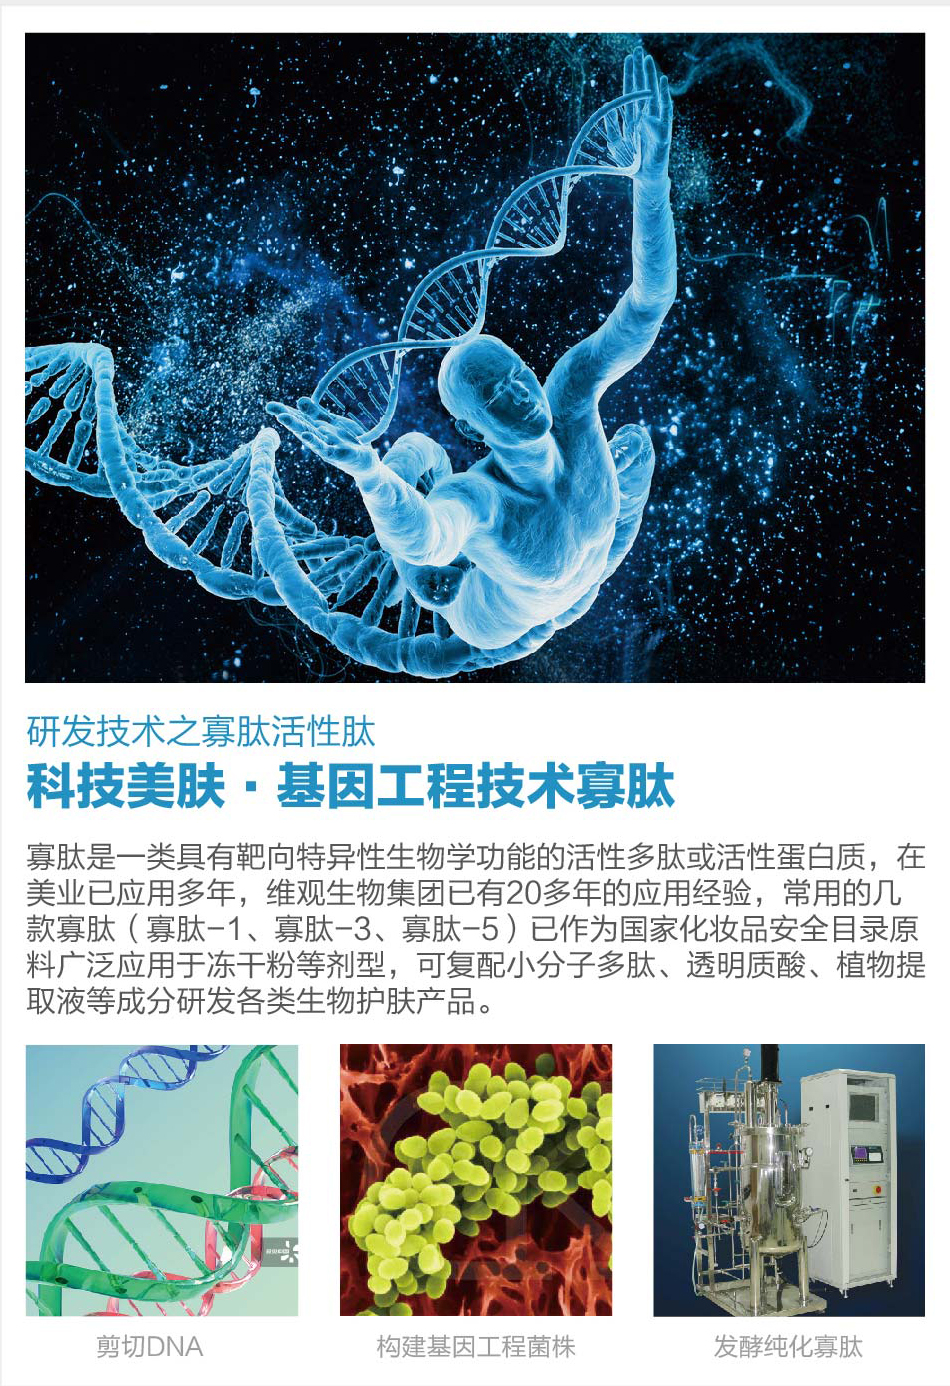 研发技术之寡肽活性肽
科技美肤·基因工程技术寡肽
寡肽是一类具有靶向特异性生物学功能的活性多肽或活性蛋白质，在
美业已应用多年，维观生物集团已有20多年的应用经验，常用的几
款寡肽（寡肽-1、寡肽-3、寡肽-5）已作为国家化妆品安全目录原
料广泛应用于冻干粉等剂型，可复配小分子多肽、透明质酸、植物提
取液等成分研发各类生物护肤产品。
剪切DNA
构建基因工程菌株
发酵纯化寡肽